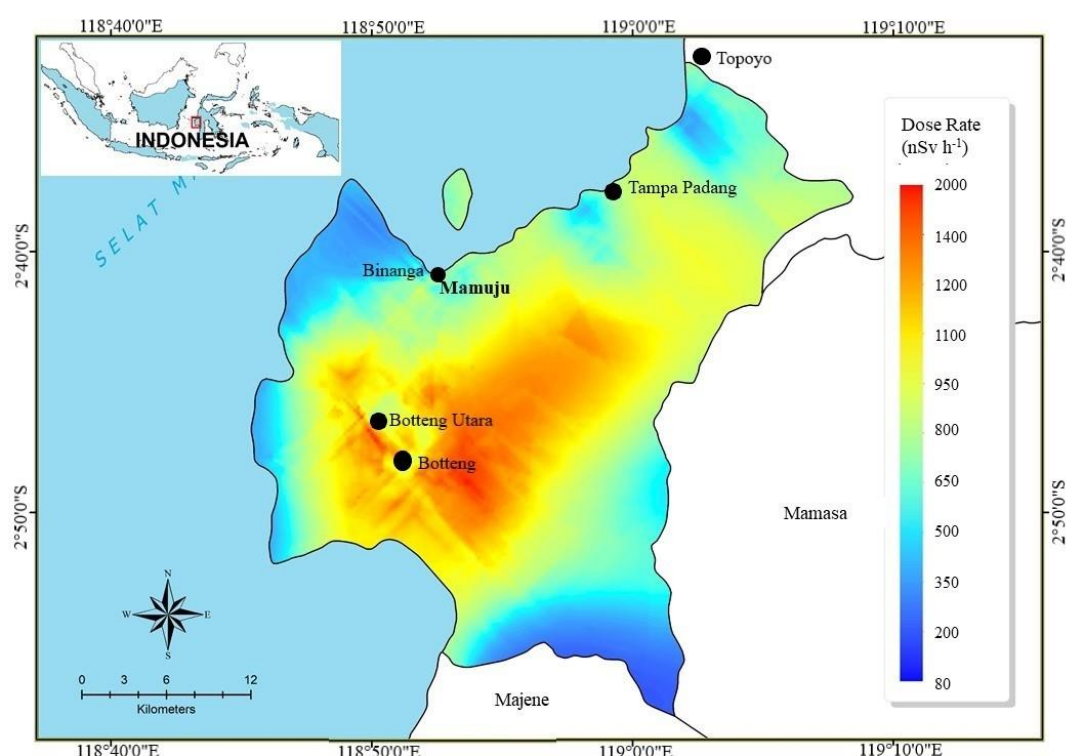 118°40'0"E 118°50'0"E 119°0'0"E 119°10'0"E
INDONESIA
SELAT M
Topoyo
Tampa Padang
Binanga
Mamuju
Botteng Utara
Botteng
Mamasa
Majene
2°40'0"S
2°50'0"S
2°40'0"S
2°50'0"S
Dose Rate
(nSv h⁻¹)
2000
1400
1200
1100
950
800
500
350
200
80
N
W E
S
0 3 6 12
Kilometers
118°40'0"E 118°50'0"E 119°0'0"E 119°10'0"E